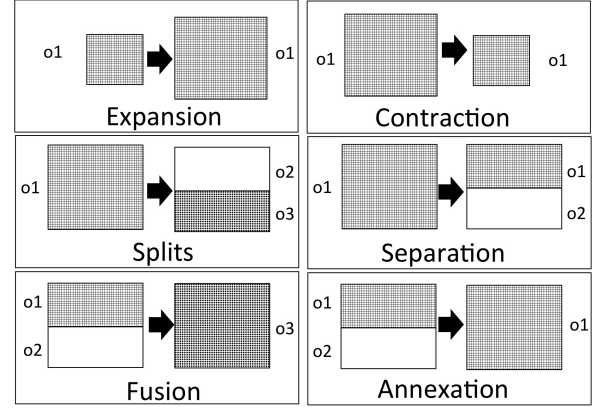 o1
o1
Expansion
o1
o1
Contraction
o1
o2
o3
Splits
o1
o1
o2
Separation
o1
o2
o3
Fusion
o1
o2
o1
Annexation